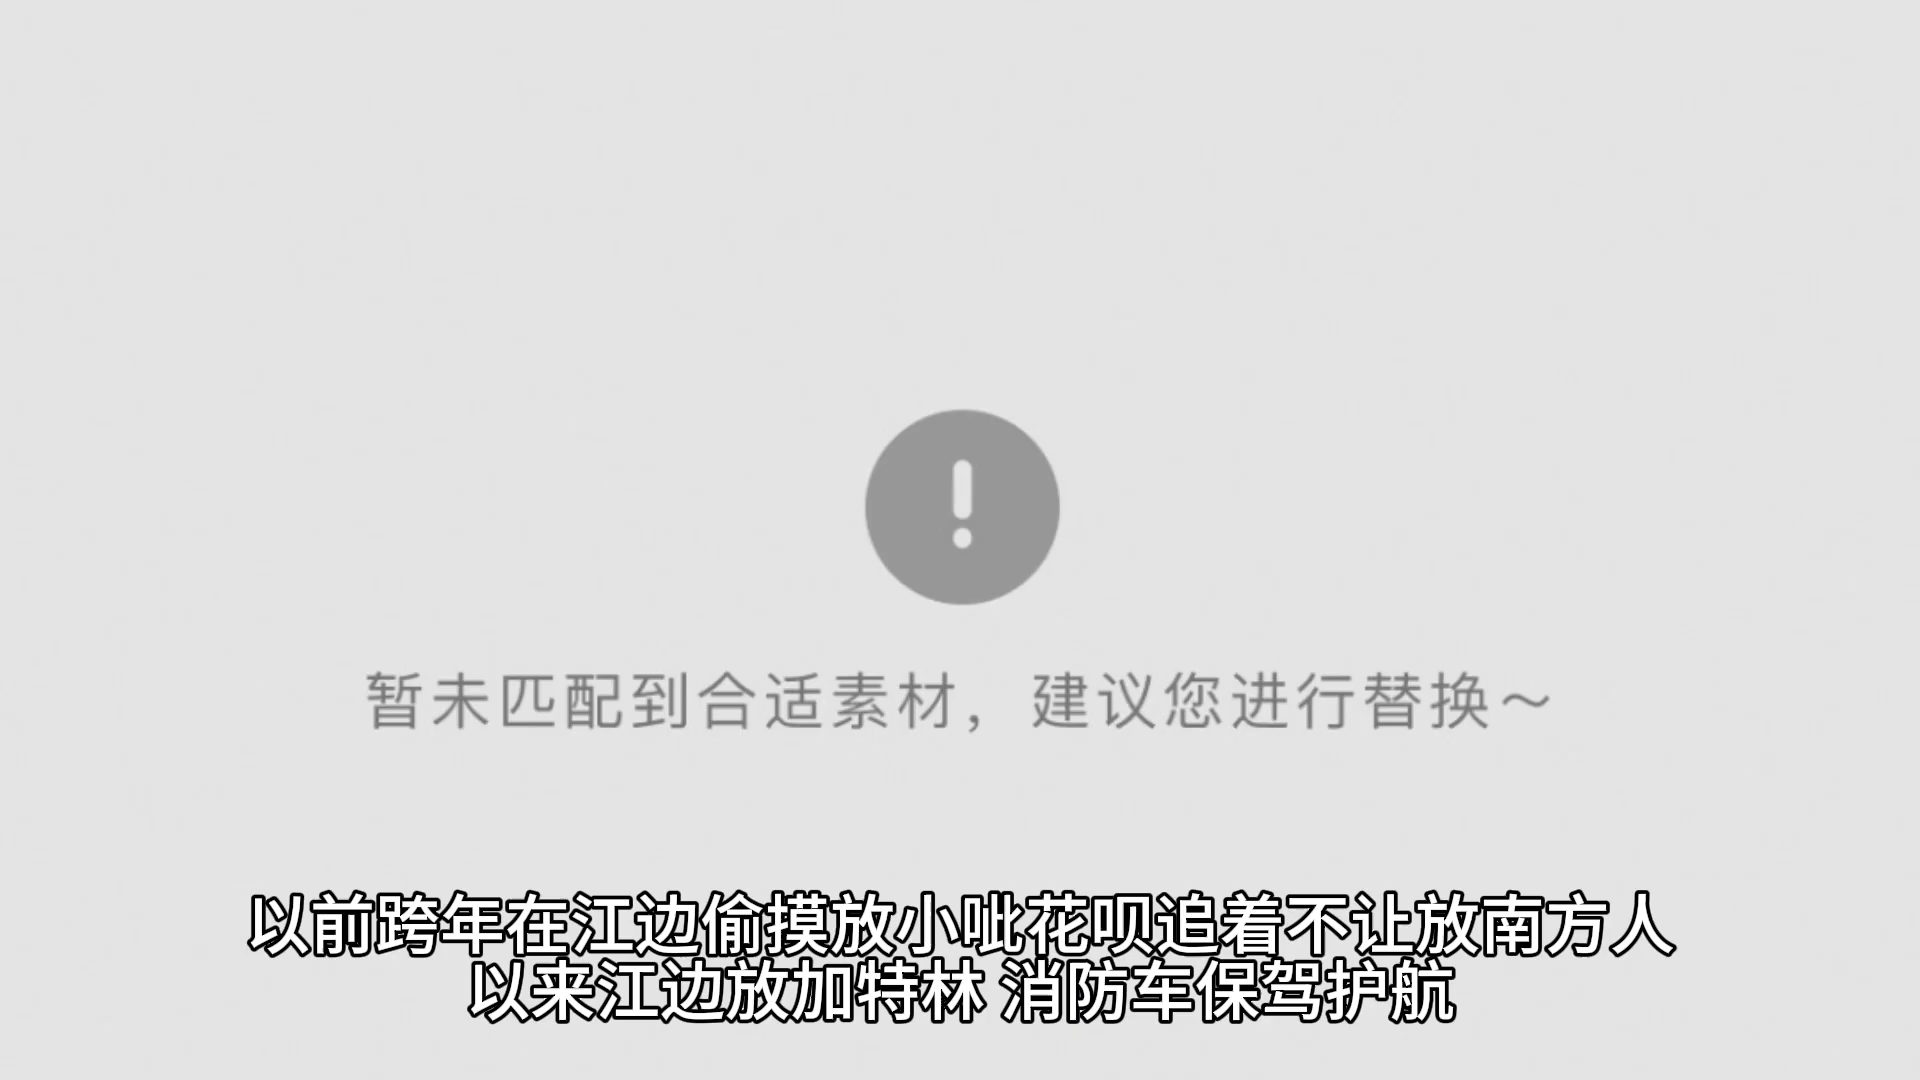 暂未匹配到合适素材，建议您进行替换～
以前跨年在江边偷摸放小呲花呗追着不让放南方人
以来江边放加特林 消防车保驾护航